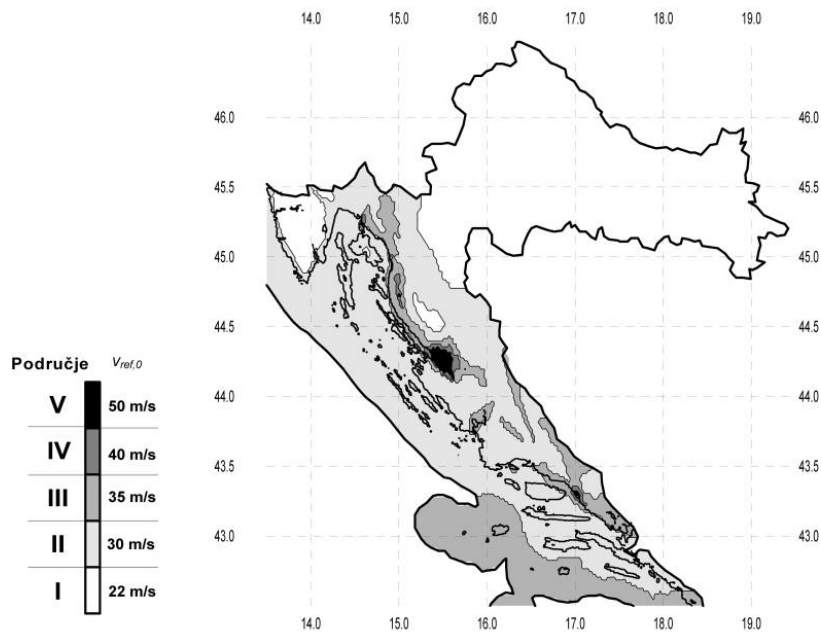 14.0 15.0 16.0 17.0 18.0 19.0
46.0 46.0
45.5 45.5
45.0 45.0
44.5 44.5
Područje Vref,0
44.0 44.0
V 50 m/s
IV 40 m/s
43.5 43.5
III 35 m/s
43.0 43.0
II 30 m/s
I 22 m/s
14.0 15.0 16.0 17.0 18.0 19.0